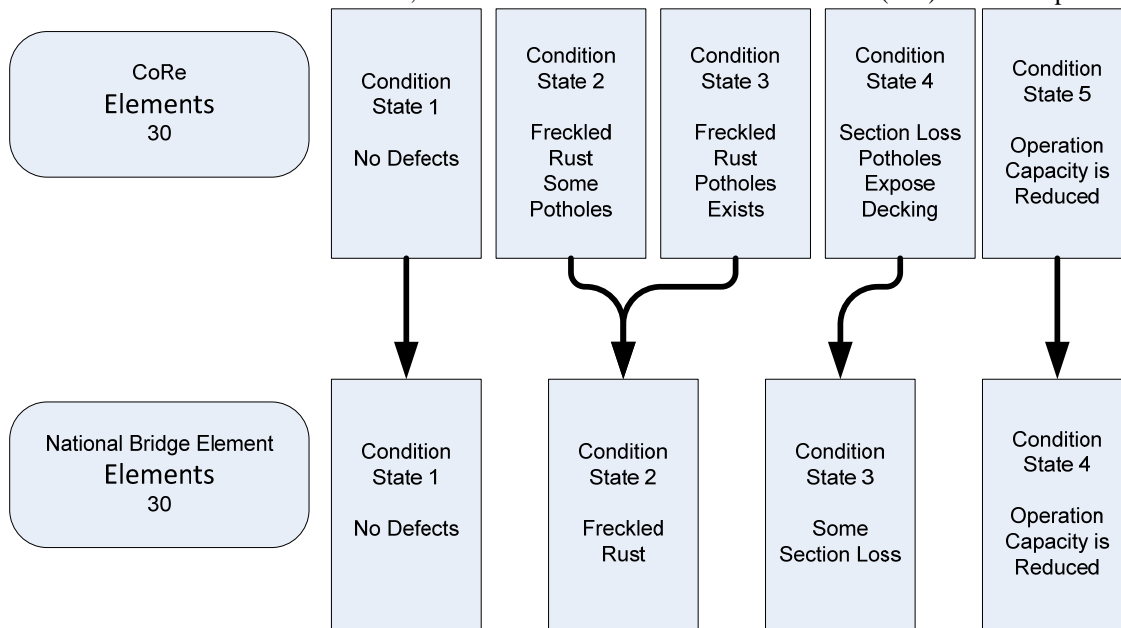 CoRe
Elements
30
Condition
State 1
No Defects
Condition
State 2
Freckled
Rust
Some
Potholes
Condition
State 3
Freckled
Rust
Potholes
Exists
Condition
State 4
Section Loss
Potholes
Expose
Decking
Condition
State 5
Operation
Capacity is
Reduced
National Bridge Element
Elements
30
Condition
State 1
No Defects
Condition
State 2
Freckled
Rust
Condition
State 3
Some
Section Loss
Condition
State 4
Operation
Capacity is
Reduced